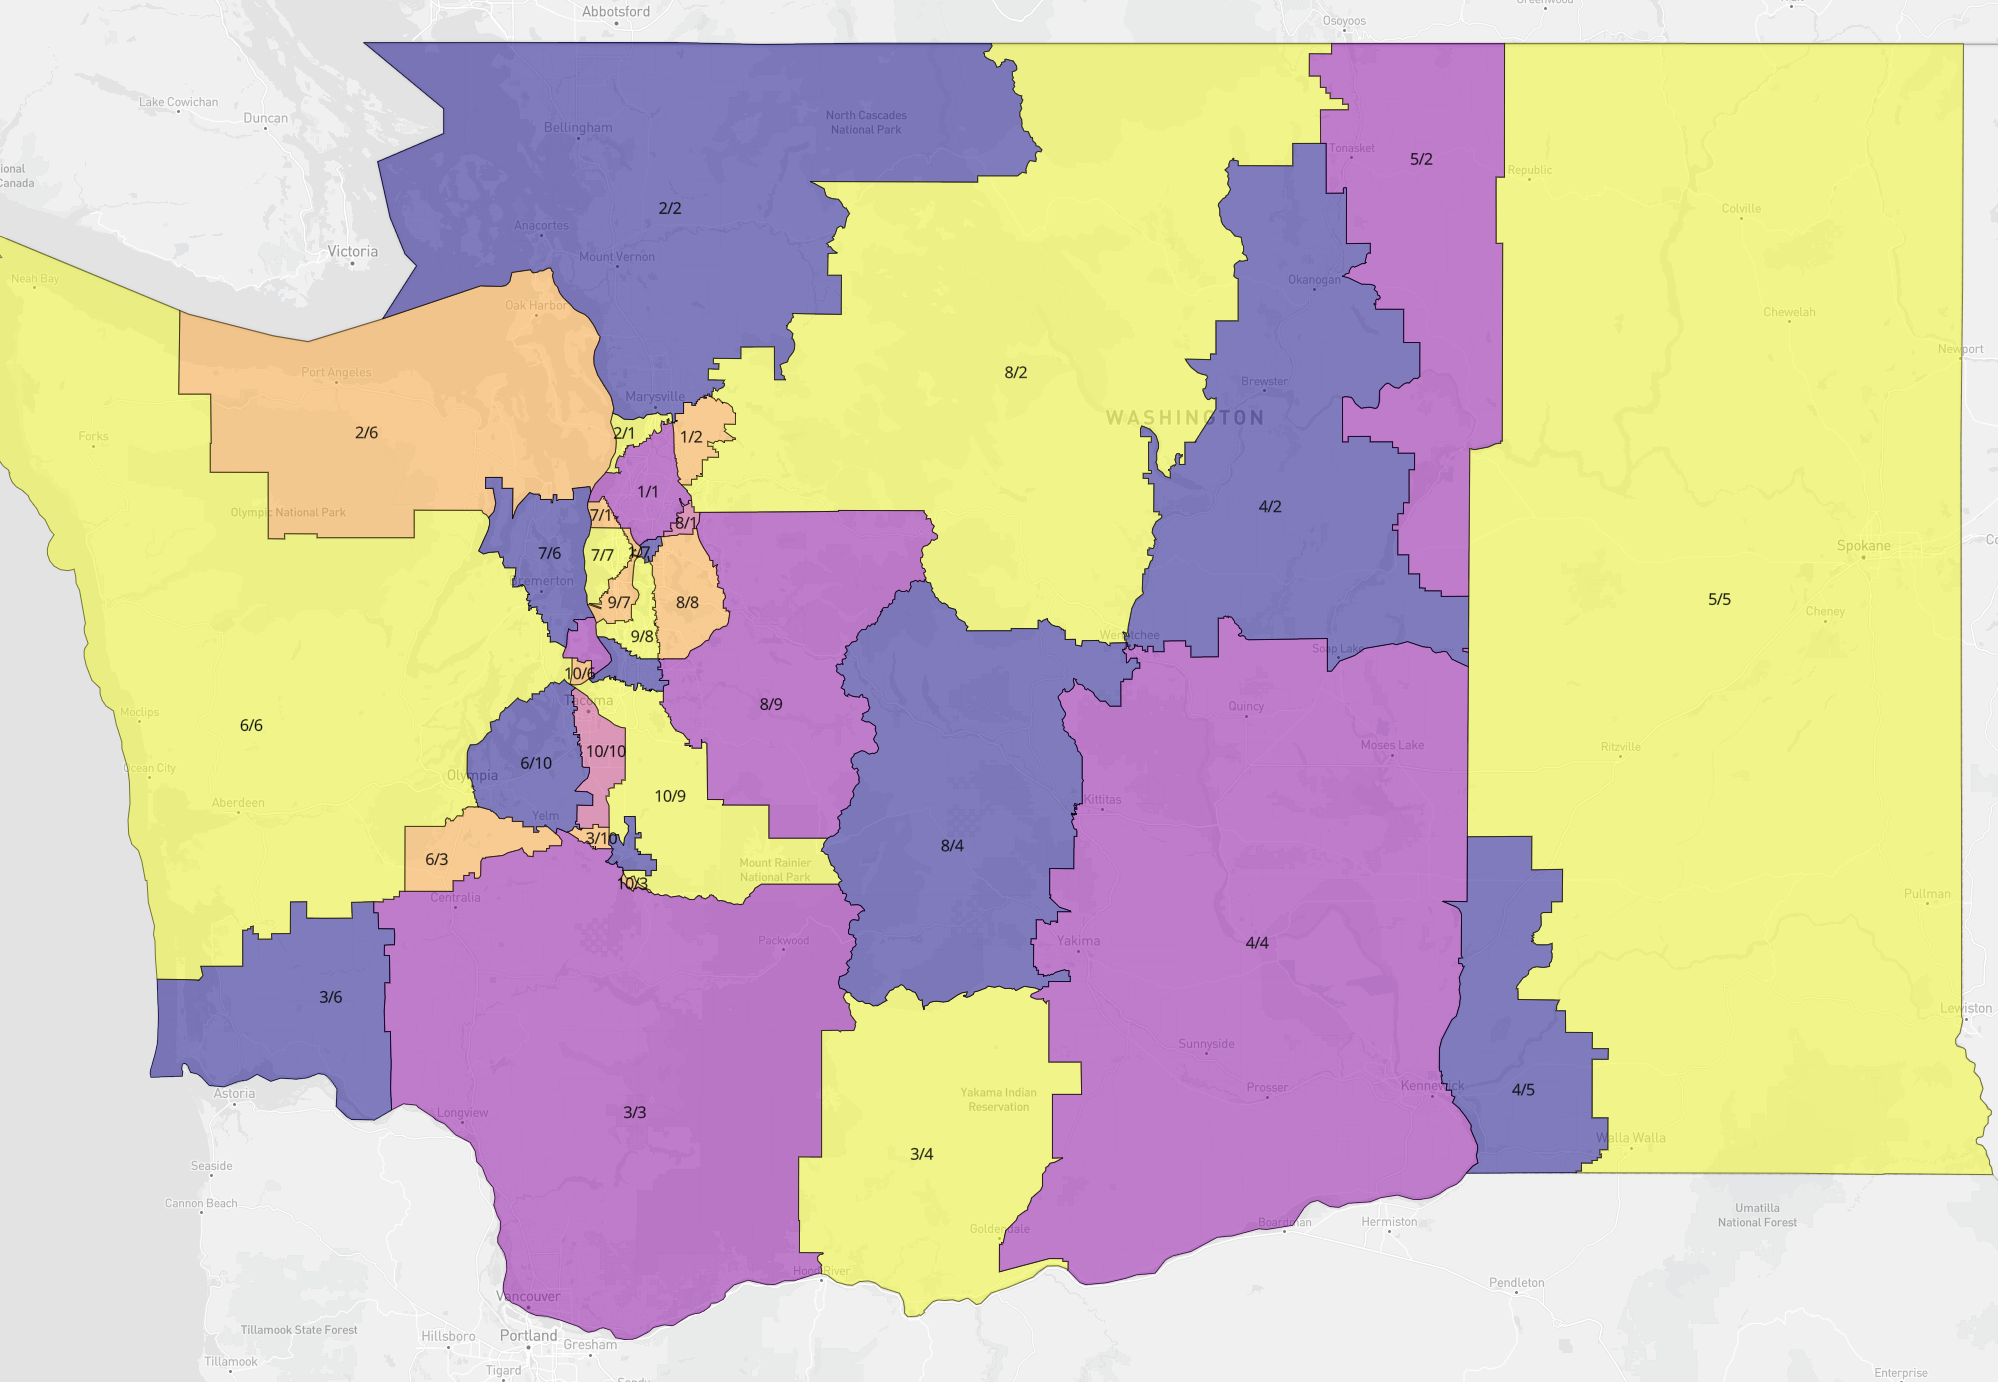 Abbotsford
Osoyoos
Greenwood
Lake Cowichan
Duncan
North Cascades
National Park
Bellingham
Tonasket
5/2
Republic
ional
Canada
2/2
Colville
Anacortes
Victoria
Mount Vernon
Neah Bay
Okanogan
Oak Harbor
Chewelah
Newport
Port Angeles
8/2
Brewster
Marysville
WASHINGTON
Forks
2/6
2/1
1/2
1/1
Olympic National Park
4/2
7/1
8/1
Spokane
7/6
7/7
1/7
Bremerton
9/7
8/8
5/5
Cheney
9/8
Wenatchee
Soap Lake
10/6
Tacoma
8/9
Quincy
Moclips
6/6
Moses Lake
Ritzville
10/10
6/10
Ocean City
Olympia
10/9
Aberdeen
Kittitas
Yelm
3/10
8/4
6/3
Mount Rainier
National Park
10/3
Centralia
Pullman
Packwood
Yakima
4/4
3/6
Lewiston
Sunnyside
Astoria
Yakama Indian
Reservation
Prosser
Kennewick
4/5
Longview
3/3
Walla Walla
3/4
Seaside
Cannon Beach
Umatilla
National Forest
Goldendale
Boardman
Hermiston
Hood River
Pendleton
Vancouver
Tillamook State Forest
Hillsboro
Portland
Gresham
Tillamook
Tigard
Sandy
Enterprise